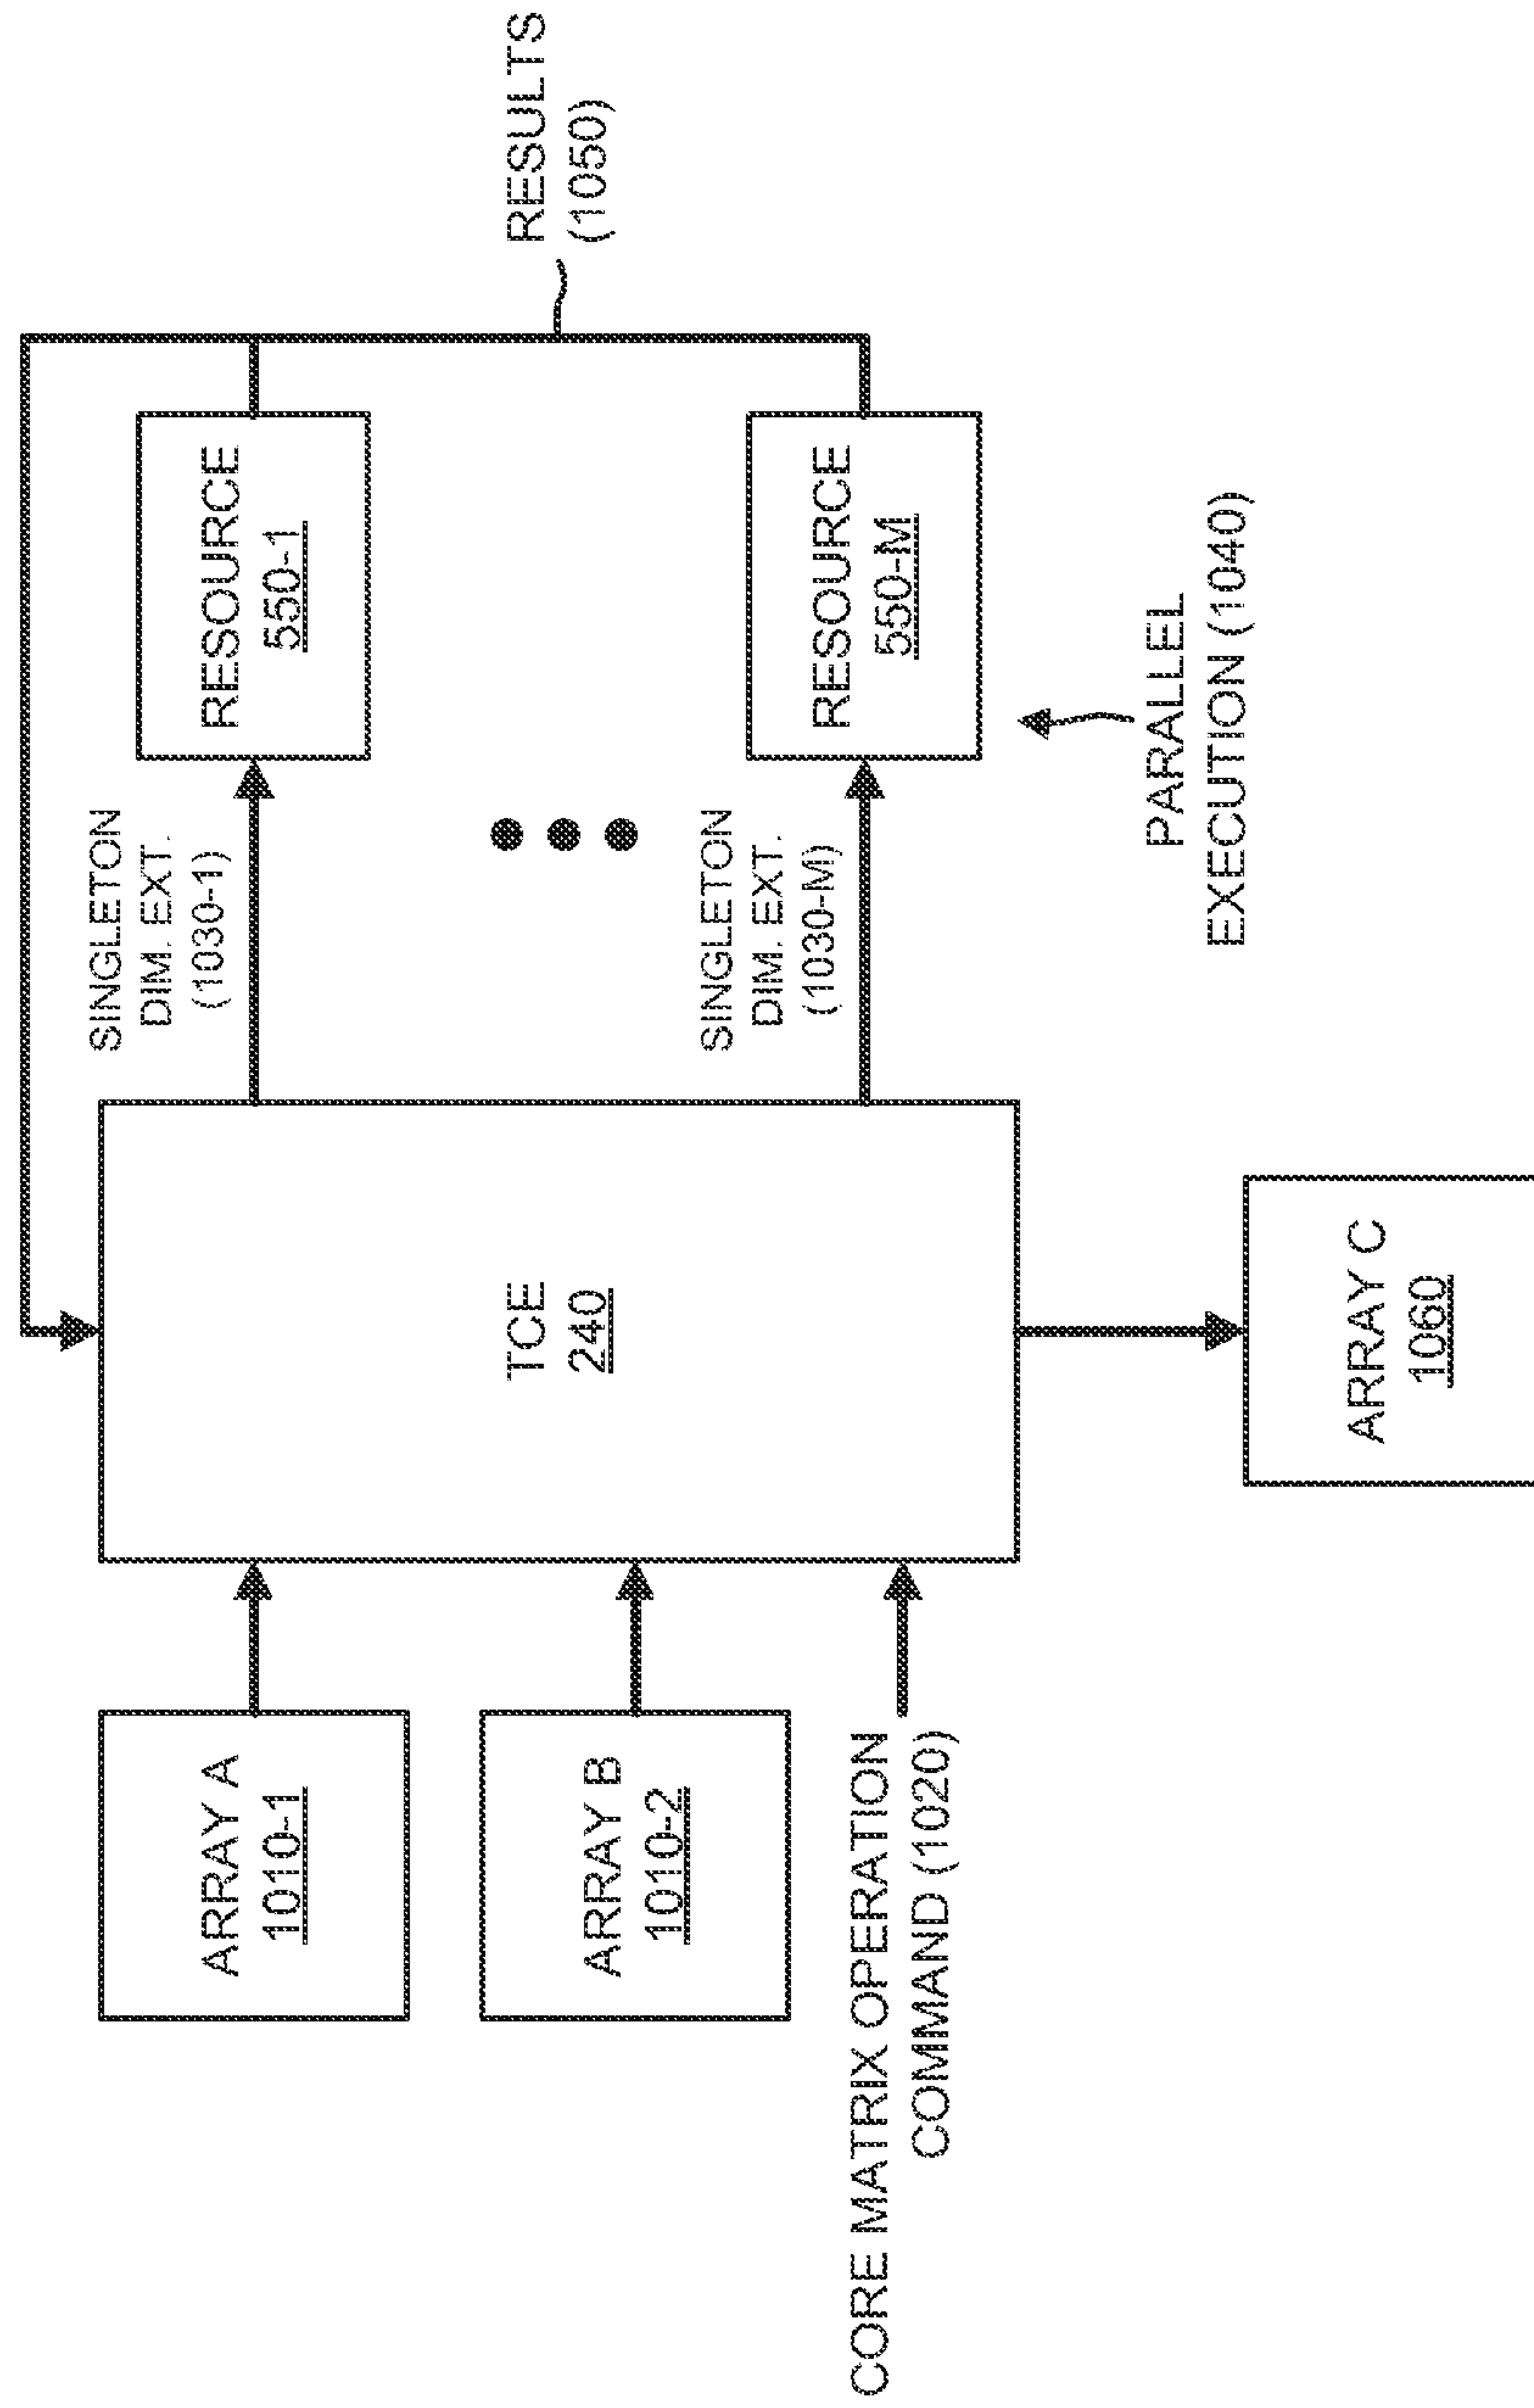 ARRAY A
1010-1
ARRAY B
1010-2
CORE MATRIX OPERATION
COMMAND (1020)
TCE
240
ARRAY C
1060
SINGLETON
DIM. EXT.
(1030-1)
SINGLETON
DIM. EXT.
(1030-M)
RESOURCE
550-1
RESOURCE
550-M
PARALLEL
EXECUTION (1040)
RESULTS
(1050)